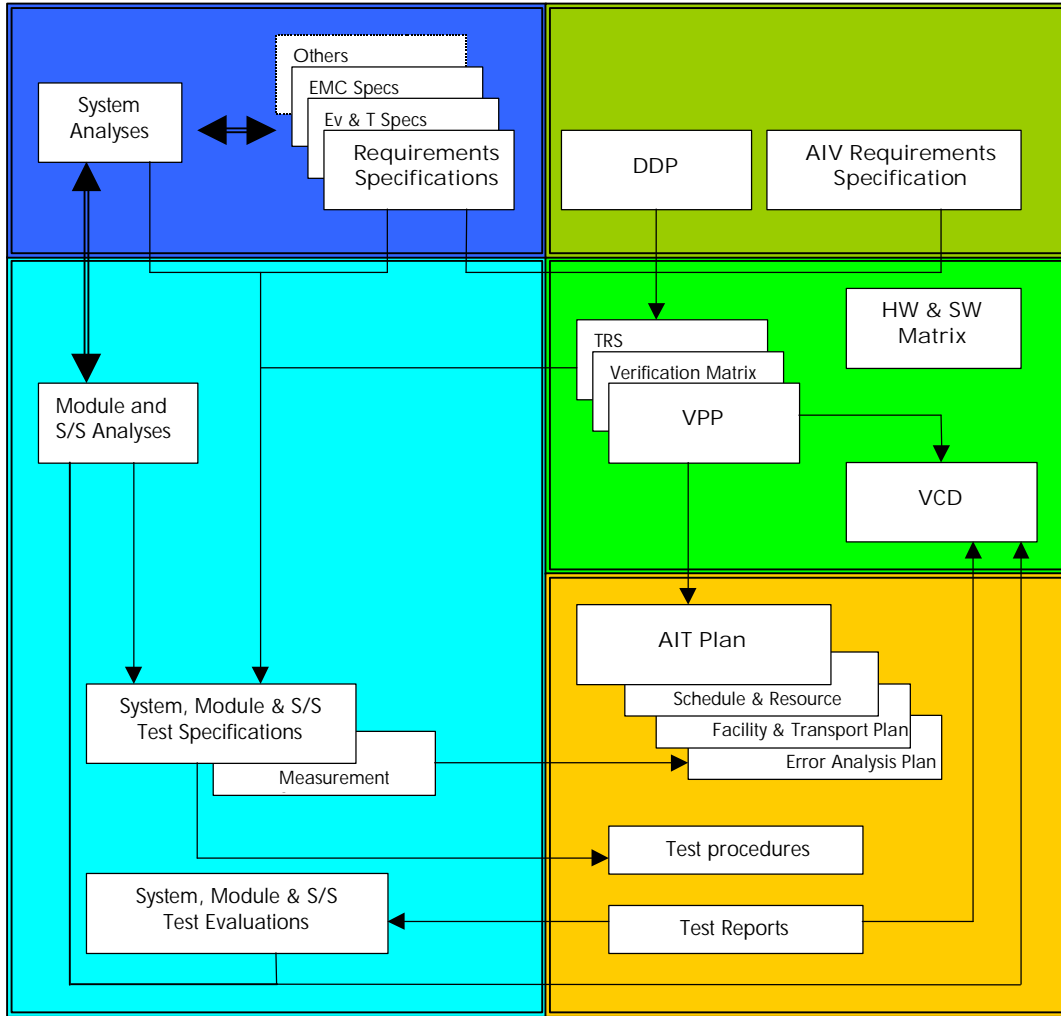 Others
EMC Specs
Ev & T Specs
Requirements
Specifications
System
Analyses
DDP
AIV Requirements
Specification
HW & SW
Matrix
TRS
Verification Matrix
VPP
VCD
Module and
S/S Analyses
AIT Plan
Schedule & Resource
Facility & Transport Plan
Error Analysis Plan
System, Module & S/S
Test Specifications
Measurement
Test procedures
System, Module & S/S
Test Evaluations
Test Reports